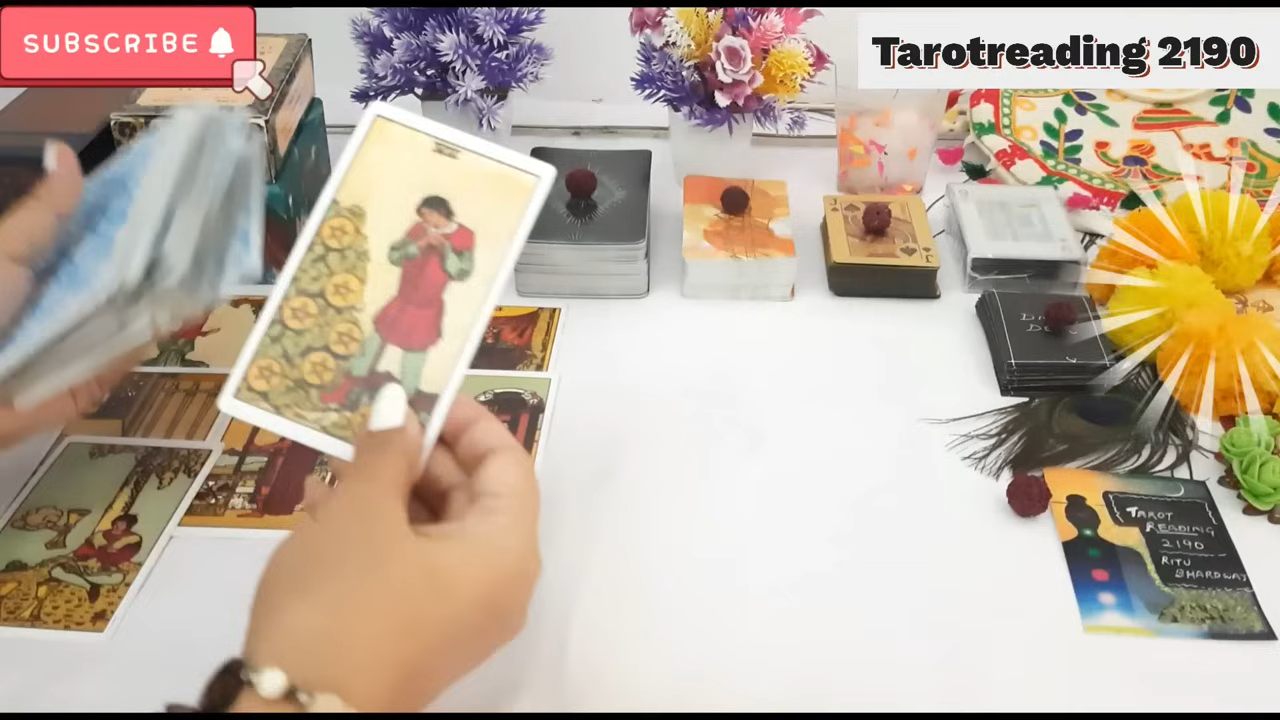 SUBSCRIBE
Tarotreading 2190
J
TAROT
READING
2190
RITU
BHARDWAJ